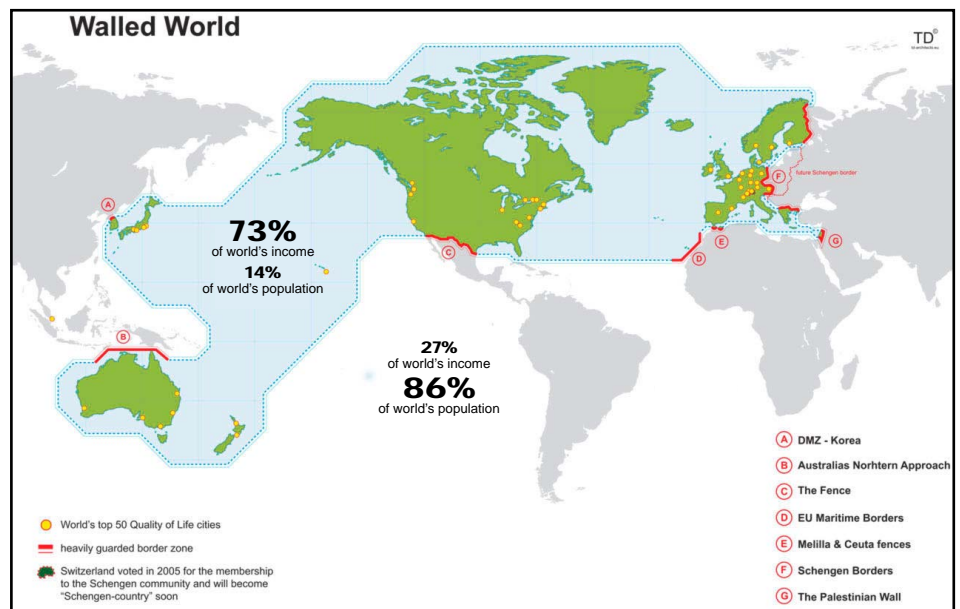 Walled World
TD©
td-architects.eu
A
F
future Schengen border
73%
of world's income
14%
of world's population
C
D
E
G
B
27%
of world's income
86%
of world's population
A DMZ - Korea
B Australias Norhtern Approach
C The Fence
D EU Maritime Borders
E Melilla & Ceuta fences
F Schengen Borders
G The Palestinian Wall
World's top 50 Quality of Life cities
heavily guarded border zone
Switzerland voted in 2005 for the membership
to the Schengen community and will become
"Schengen-country" soon